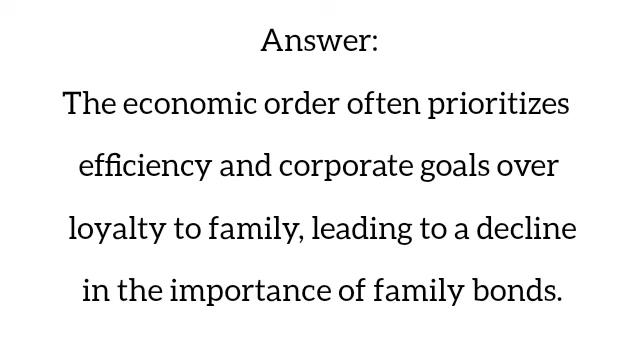 Answer:
The economic order often prioritizes
efficiency and corporate goals over
loyalty to family, leading to a decline
in the importance of family bonds.